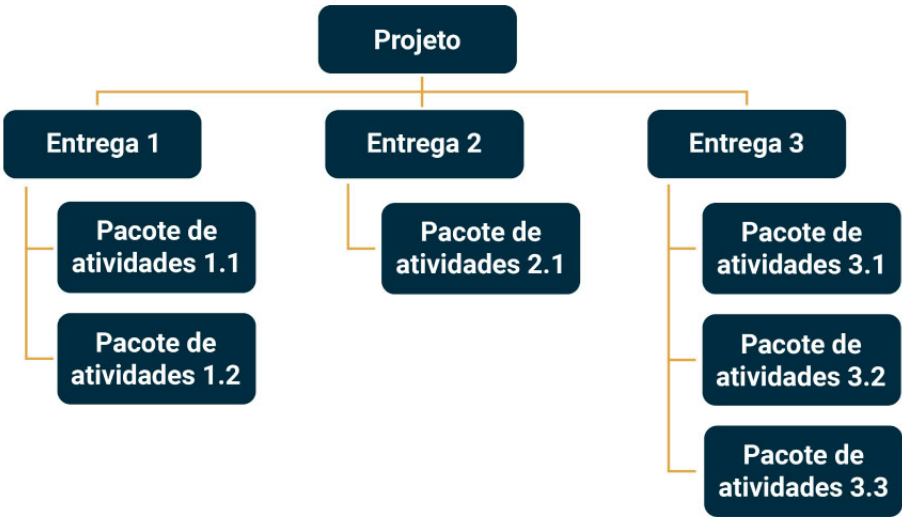 Projeto
Entrega 1
Entrega 2
Entrega 3
Pacote de
atividades 1.1
Pacote de
atividades 2.1
Pacote de
atividades 3.1
Pacote de
atividades 1.2
Pacote de
atividades 3.2
Pacote de
atividades 3.3